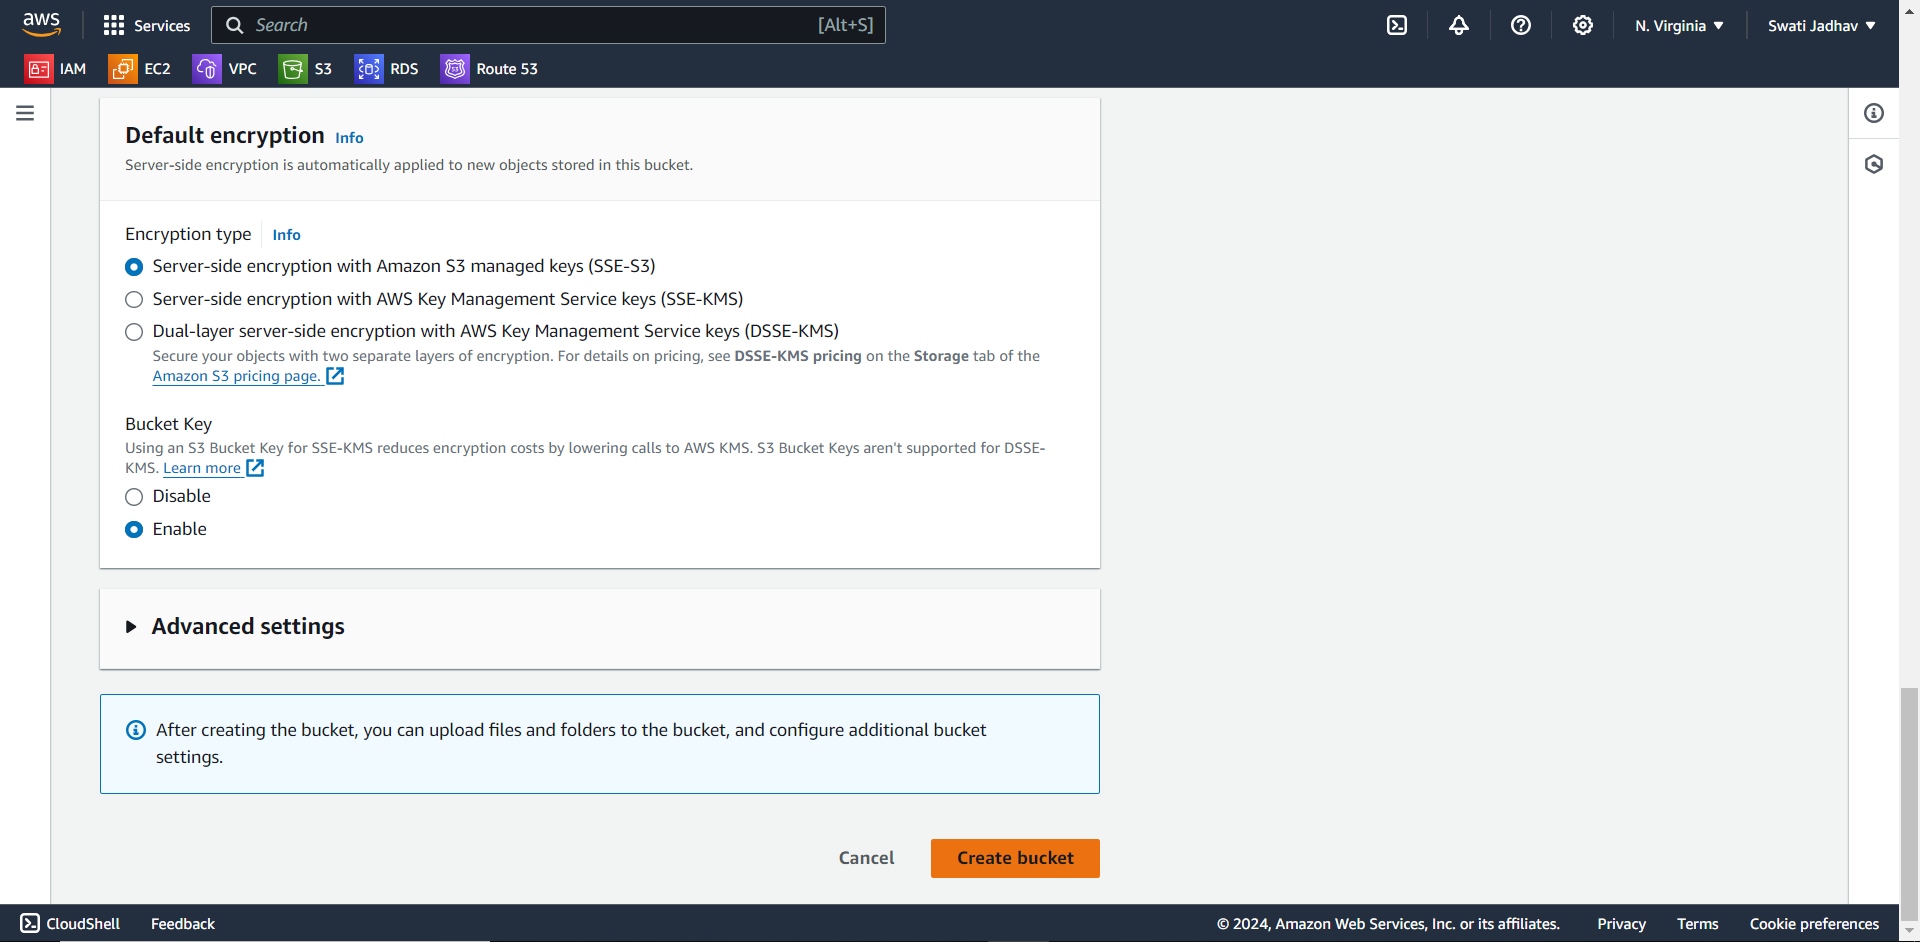 aws
Services
Search
[Alt+S]
N. Virginia
Swati Jadhav
IAM
EC2
VPC
S3
RDS
Route 53
Default encryption Info
Server-side encryption is automatically applied to new objects stored in this bucket.
Encryption type Info
Server-side encryption with Amazon S3 managed keys (SSE-S3)
Server-side encryption with AWS Key Management Service keys (SSE-KMS)
Dual-layer server-side encryption with AWS Key Management Service keys (DSSE-KMS)
Secure your objects with two separate layers of encryption. For details on pricing, see DSSE-KMS pricing on the Storage tab of the
Amazon S3 pricing page.
Bucket Key
Using an S3 Bucket Key for SSE-KMS reduces encryption costs by lowering calls to AWS KMS. S3 Bucket Keys aren't supported for DSSE-
KMS. Learn more
Disable
Enable
Advanced settings
After creating the bucket, you can upload files and folders to the bucket, and configure additional bucket
settings.
Cancel
Create bucket
CloudShell
Feedback
© 2024, Amazon Web Services, Inc. or its affiliates.
Privacy
Terms
Cookie preferences